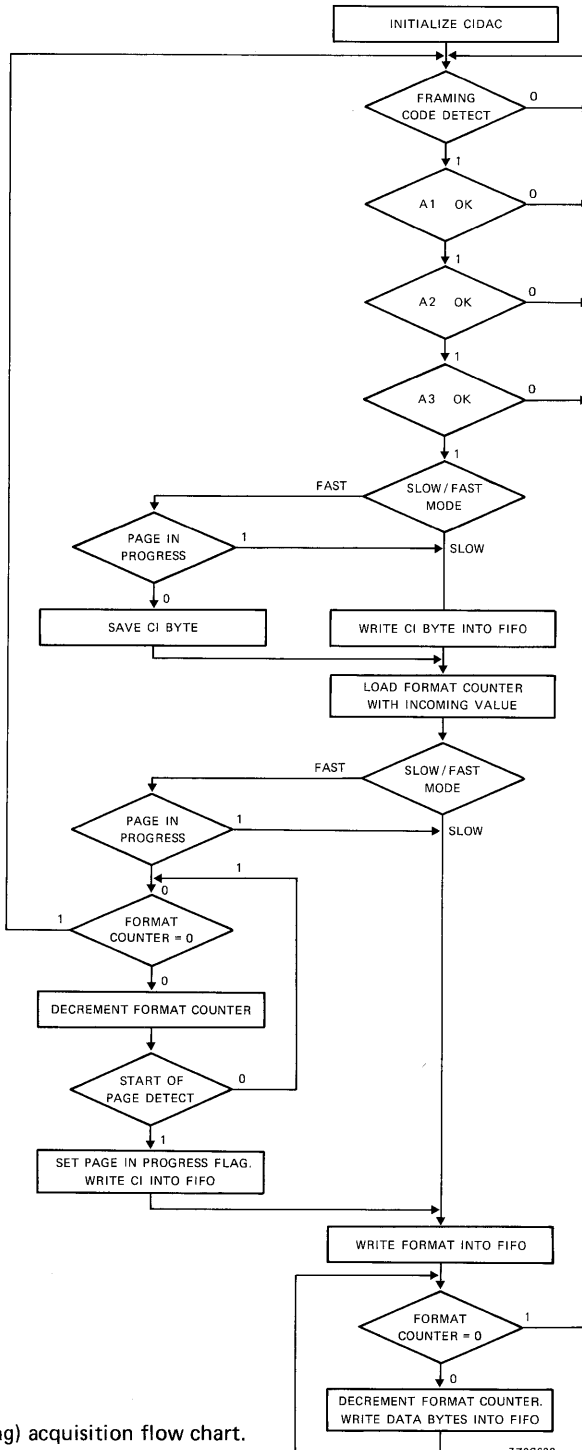 INITIALIZE CIDAC
FRAMING
CODE DETECT
0
1
A1 OK
0
1
A2 OK
0
1
A3 OK
0
1
SLOW/FAST
MODE
FAST
SLOW
PAGE IN
PROGRESS
1
0
SAVE CI BYTE
WRITE CI BYTE INTO FIFO
LOAD FORMAT COUNTER
WITH INCOMING VALUE
SLOW/FAST
MODE
FAST
SLOW
PAGE IN
PROGRESS
1
0
1
FORMAT
COUNTER = 0
1
0
DECREMENT FORMAT COUNTER
START OF
PAGE DETECT
0
1
SET PAGE IN PROGRESS FLAG.
WRITE CI INTO FIFO
WRITE FORMAT INTO FIFO
FORMAT
COUNTER = 0
1
0
DECREMENT FORMAT COUNTER.
WRITE DATA BYTES INTO FIFO
acquisition flow chart.